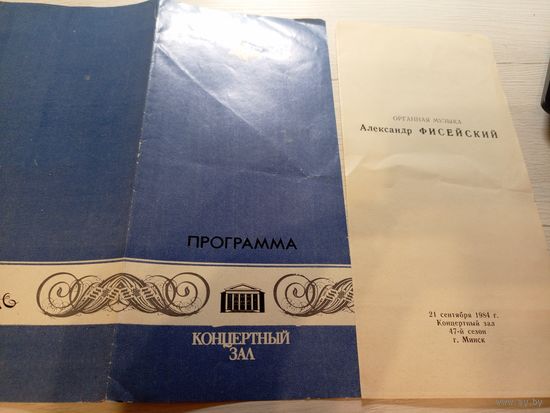 ПРОГРАММА
КОНЦЕРТНЫЙ
ЗАЛ
ОРГАННАЯ МУЗЫКА
Александр ФИСЕЙСКИЙ
21 сентября 1984 г.
Концертный зал
47-й сезон
г. Минск